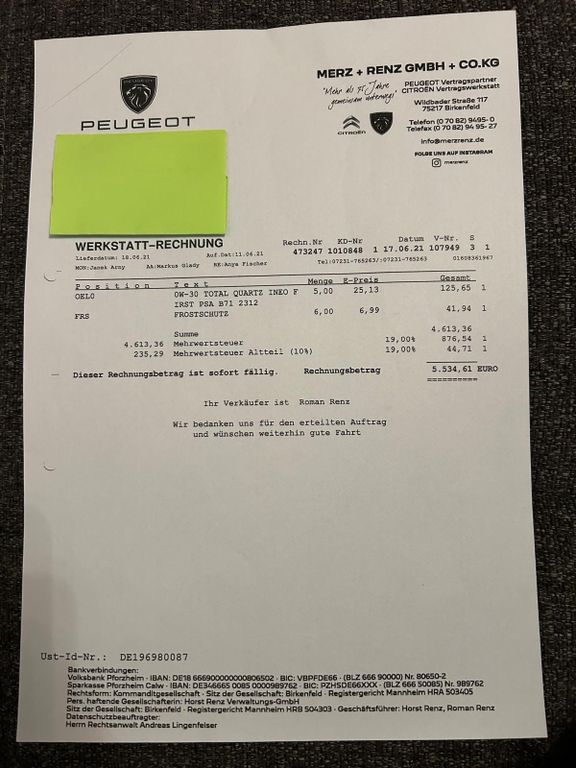 PEUGEOT
MERZ + RENZ GMBH + CO.KG
"Mehr als 75 Jahre
gemeinsam unterwegs"
PEUGEOT Vertragspartner
CITROËN Vertragswerkstatt
Wildbader Straße 117
75217 Birkenfeld
CITROËN
Telefon (0 70 82) 9495-0
Telefax (0 70 82) 94 95-27
info@merzrenz.de
FOLGE UNS AUF INSTAGRAM
merzrenz
WERKSTATT-RECHNUNG
Rechn.Nr KD-Nr Datum V-Nr. S
473247 1010848 1 17.06.21 107949 3 1
Lieferdatum: 18.06.21 Auf.Dat:11.06.21
Tel:07231-765263/:07231-765263 01608361967
MON:Janek Arny AA:Markus Glady RE:Anya Fischer
Position Text Menge E-Preis Gesamt
OEL0 0W-30 TOTAL QUARTZ INEO F 5,00 25,13 125,65 1
IRST PSA B71 2312
FRS FROSTSCHUTZ 6,00 6,99 41,94 1
Summe 4.613,36
4.613,36 Mehrwertsteuer 19,00% 876,54 1
235,29 Mehrwertsteuer Altteil (10%) 19,00% 44,71 1
Dieser Rechnungsbetrag ist sofort fällig. Rechnungsbetrag 5.534,61 EURO
==========
Ihr Verkäufer ist Roman Renz
Wir bedanken uns für den erteilten Auftrag
und wünschen weiterhin gute Fahrt
Ust-Id-Nr.: DE196980087
Bankverbindungen:
Volksbank Pforzheim - IBAN: DE18 666900000000806502 - BIC: VBPFDE66 - (BLZ 666 90000) Nr. 80650-2
Sparkasse Pforzheim Calw - IBAN: DE346665 0085 0000989762 - BIC: PZHSDE66XXX - (BLZ 666 50085) Nr. 989762
Rechtsform: Kommanditgesellschaft - Sitz der Gesellschaft: Birkenfeld - Registergericht Mannheim HRA 503405
Pers. haftende Gesellschafterin: Horst Renz Verwaltungs-GmbH
Sitz der Gesellschaft: Birkenfeld - Registergericht Mannheim HRB 504303 - Geschäftsführer: Horst Renz, Roman Renz
Datenschutzbeauftragter:
Herrn Rechtsanwalt Andreas Lingenfelser